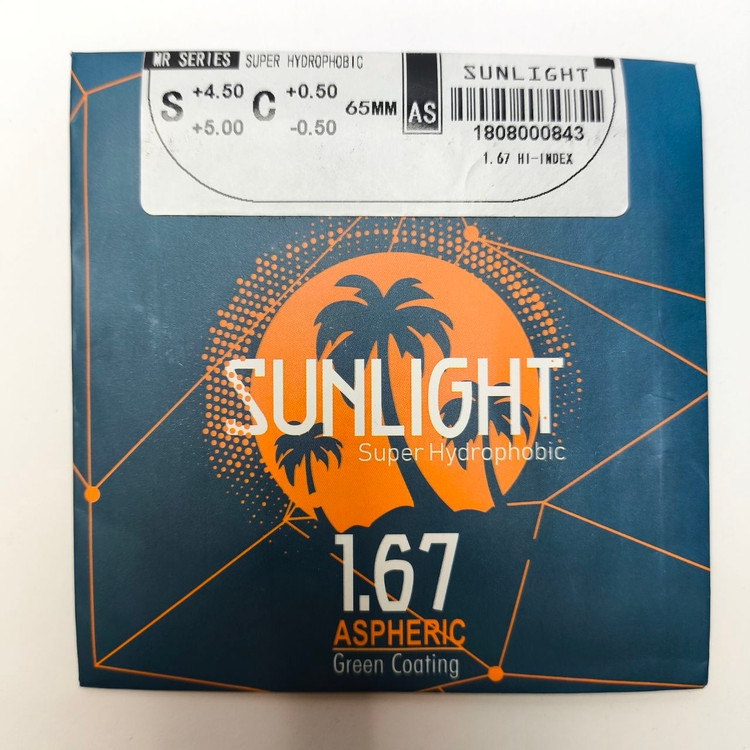 MR SERIES SUPER HYDROPHOBIC
S +4.50 C +0.50 65MM AS
+5.00 -0.50
SUNLIGHT
1808000843
1.67 HI-INDEX
SUNLIGHT
Super Hydrophobic
1.67
ASPHERIC
Green Coating